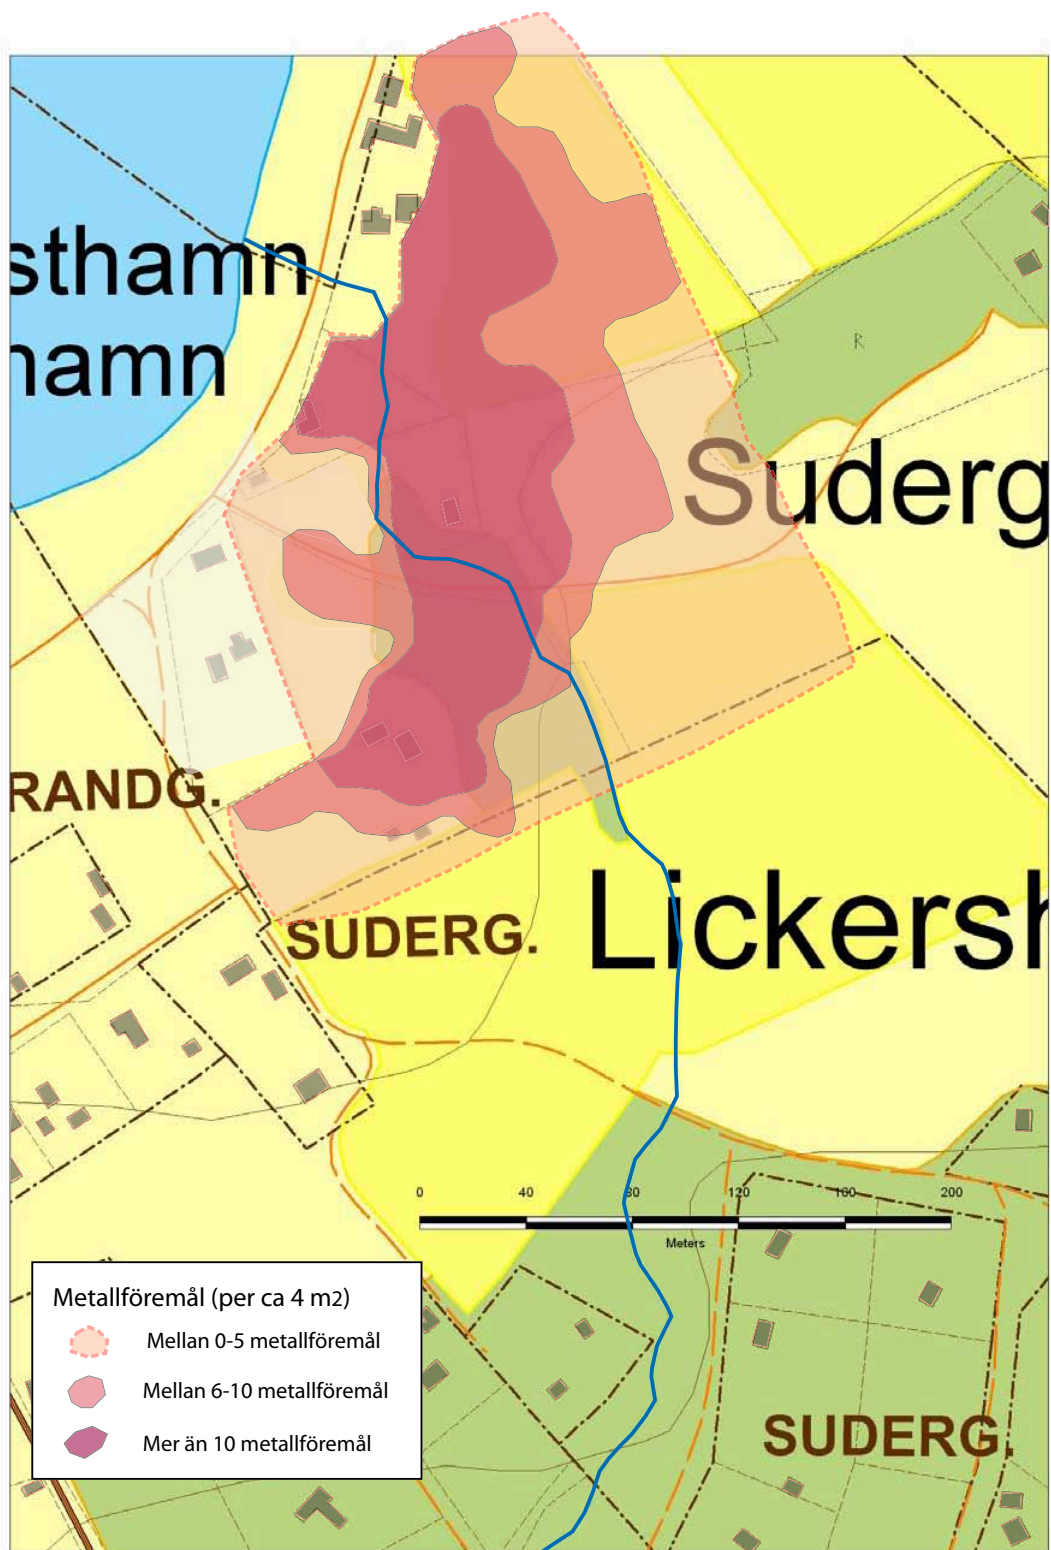 sthamn
hamn
R
Suderg
RANDG.
SUDERG.
Lickersh
0 40 80 120 160 200
Meters
Metallföremål (per ca 4 m2)
Mellan 0-5 metallföremål
Mellan 6-10 metallföremål
Mer än 10 metallföremål
SUDERG.